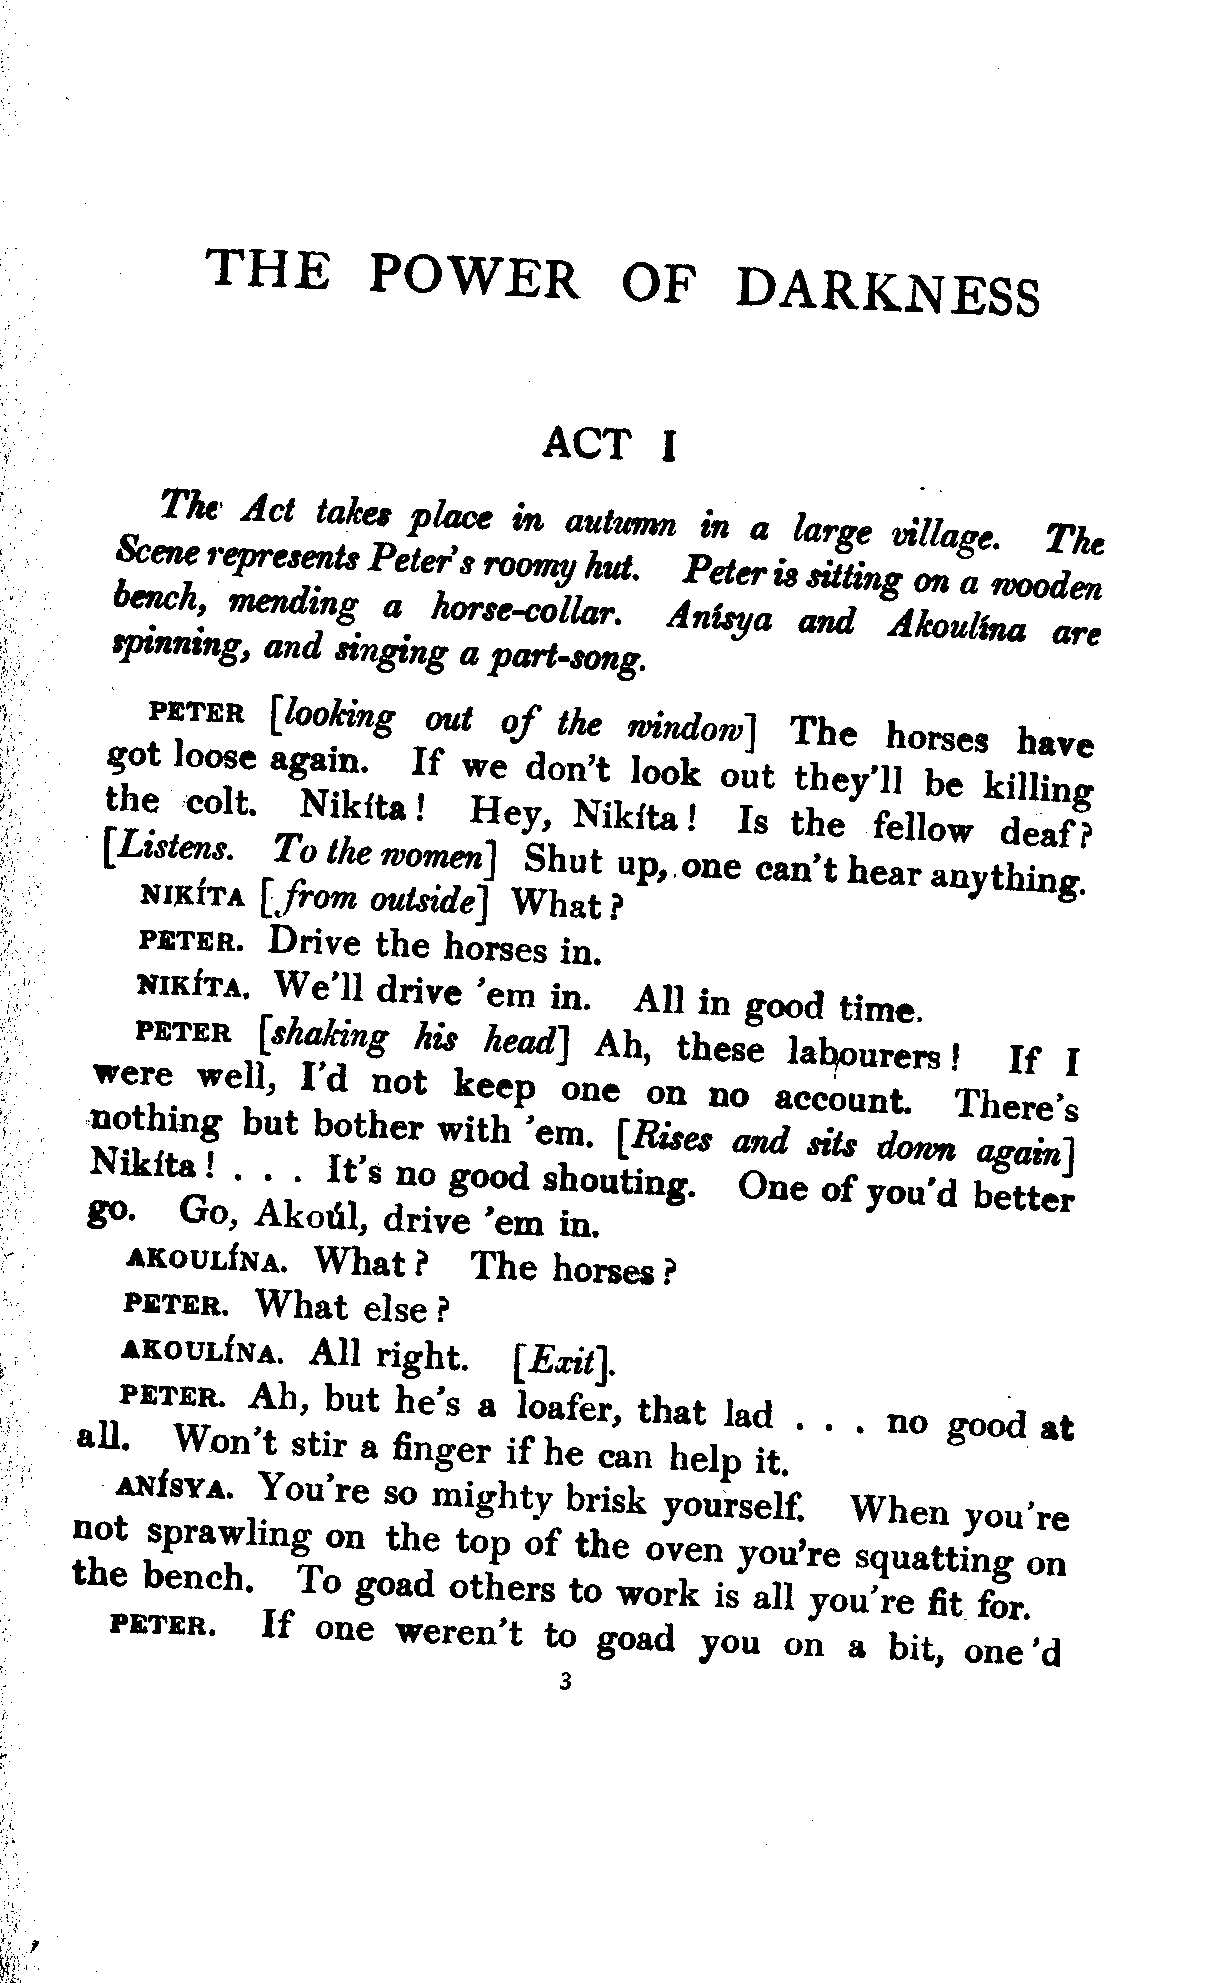 THE POWER OF DARKNESS
ACT I
The Act takes place in autumn in a large village. The
Scene represents Peter's roomy hut. Peter is sitting on a wooden
bench, mending a horse-collar. Anísya and Akoulína are
spinning, and singing a part-song.
PETER [looking out of the window] The horses have
got loose again. If we don't look out they'll be killing
the colt. Nikíta! Hey, Nikíta! Is the fellow deaf?
[Listens. To the women] Shut up, one can't hear anything.
NIKÍTA [from outside] What?
PETER. Drive the horses in.
NIKÍTA. We'll drive 'em in. All in good time.
PETER [shaking his head] Ah, these labourers! If I
were well, I'd not keep one on no account. There's
nothing but bother with 'em. [Rises and sits down again]
Nikíta! . . . It's no good shouting. One of you'd better
go. Go, Akoúl, drive 'em in.
AKOULÍNA. What? The horses?
PETER. What else?
AKOULÍNA. All right. [Exit].
PETER. Ah, but he's a loafer, that lad . . . no good at
all. Won't stir a finger if he can help it.
ANÍSYA. You're so mighty brisk yourself. When you're
not sprawling on the top of the oven you're squatting on
the bench. To goad others to work is all you're fit for.
PETER. If one weren't to goad you on a bit, one'd
3